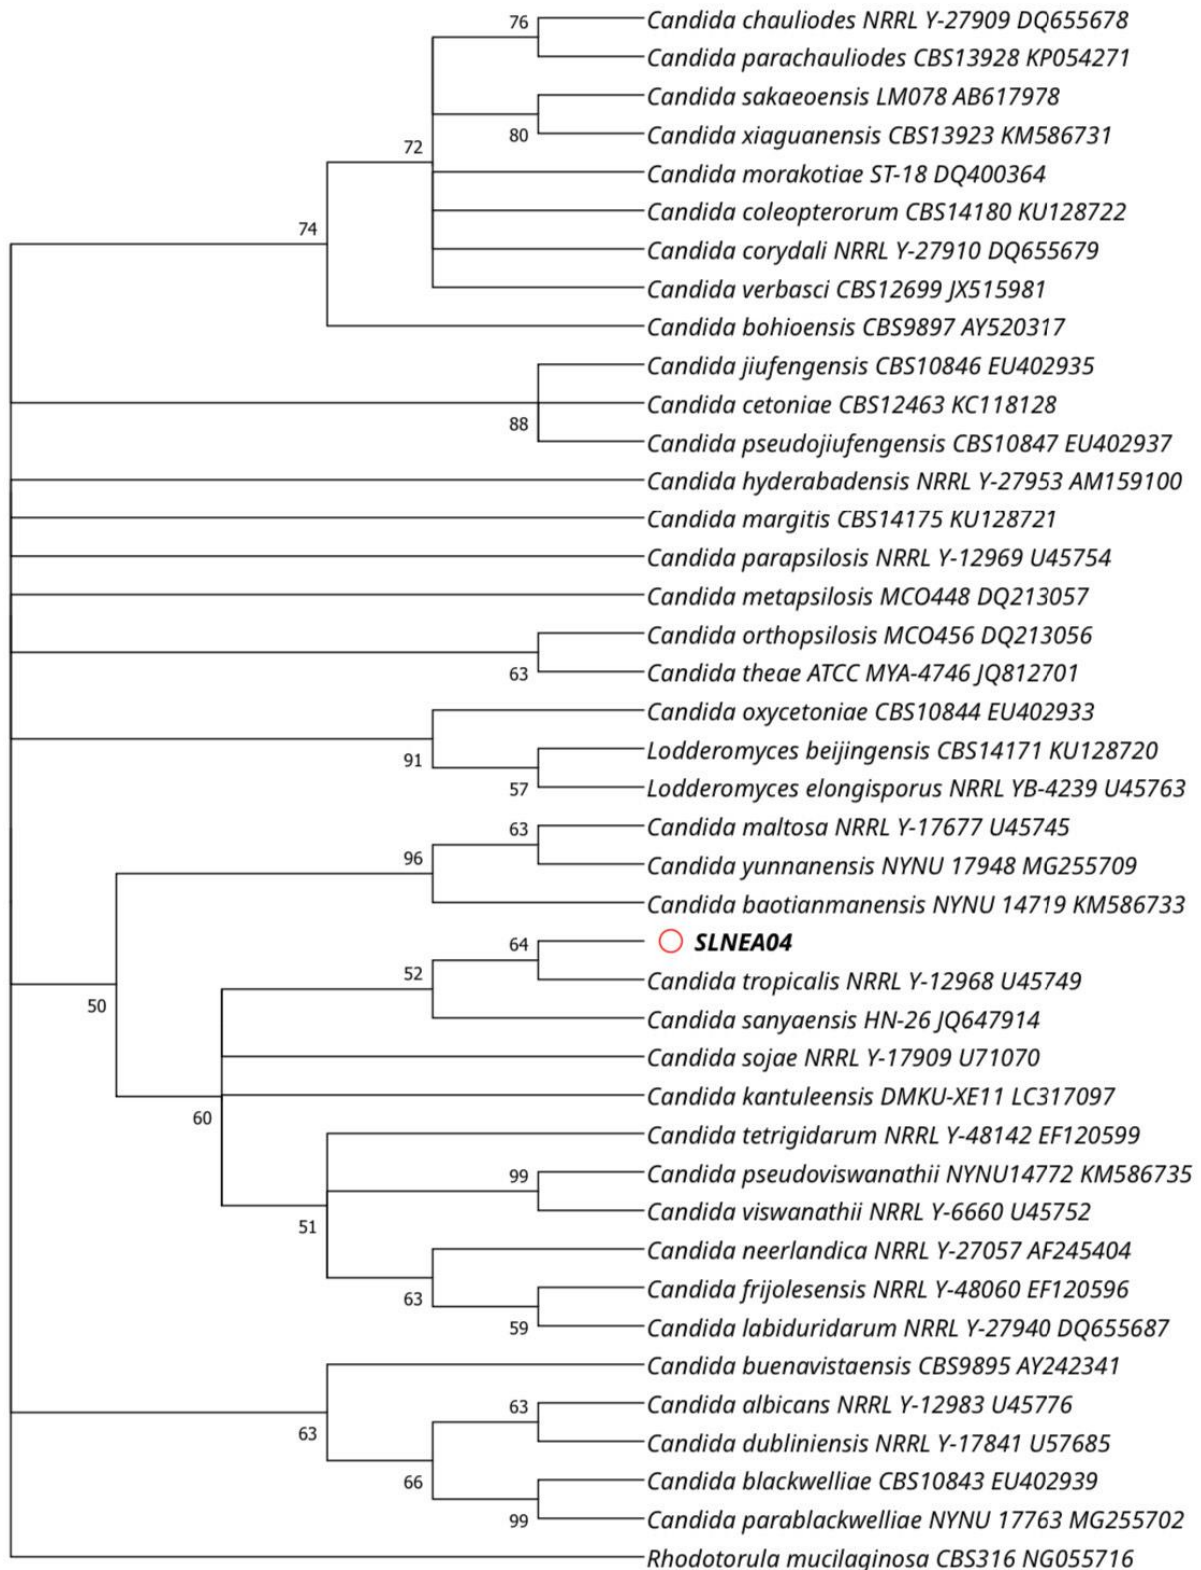 76
Candida chauliodes NRRL Y-27909 DQ655678
Candida parachauliodes CBS13928 KP054271
Candida sakaeoensis LM078 AB617978
80
Candida xiaguanensis CBS13923 KM586731
72
Candida morakotiae ST-18 DQ400364
Candida coleopterorum CBS14180 KU128722
74
Candida corydali NRRL Y-27910 DQ655679
Candida verbasci CBS12699 JX515981
Candida bohioensis CBS9897 AY520317
Candida jiufengensis CBS10846 EU402935
Candida cetoniae CBS12463 KC118128
88
Candida pseudojiufengensis CBS10847 EU402937
Candida hyderabadensis NRRL Y-27953 AM159100
Candida margitis CBS14175 KU128721
Candida parapsilosis NRRL Y-12969 U45754
Candida metapsilosis MCO448 DQ213057
Candida orthopsilosis MCO456 DQ213056
63
Candida theae ATCC MYA-4746 JQ812701
Candida oxycetoniae CBS10844 EU402933
91
Lodderomyces beijingensis CBS14171 KU128720
57
Lodderomyces elongisporus NRRL YB-4239 U45763
63
Candida maltosa NRRL Y-17677 U45745
96
Candida yunnanensis NYNU 17948 MG255709
Candida baotianmanensis NYNU 14719 KM586733
64
SLNEA04
52
Candida tropicalis NRRL Y-12968 U45749
50
Candida sanyaensis HN-26 JQ647914
Candida sojae NRRL Y-17909 U71070
Candida kantuleensis DMKU-XE11 LC317097
60
Candida tetrigidarum NRRL Y-48142 EF120599
99
Candida pseudoviswanathii NYNU14772 KM586735
51
Candida viswanathii NRRL Y-6660 U45752
Candida neerlandica NRRL Y-27057 AF245404
63
Candida frijolesensis NRRL Y-48060 EF120596
59
Candida labiduridarum NRRL Y-27940 DQ655687
Candida buenavistaensis CBS9895 AY242341
63
Candida albicans NRRL Y-12983 U45776
63
Candida dubliniensis NRRL Y-17841 U57685
66
Candida blackwelliae CBS10843 EU402939
99
Candida parablackwelliae NYNU 17763 MG255702
Rhodotorula mucilaginosa CBS316 NG055716